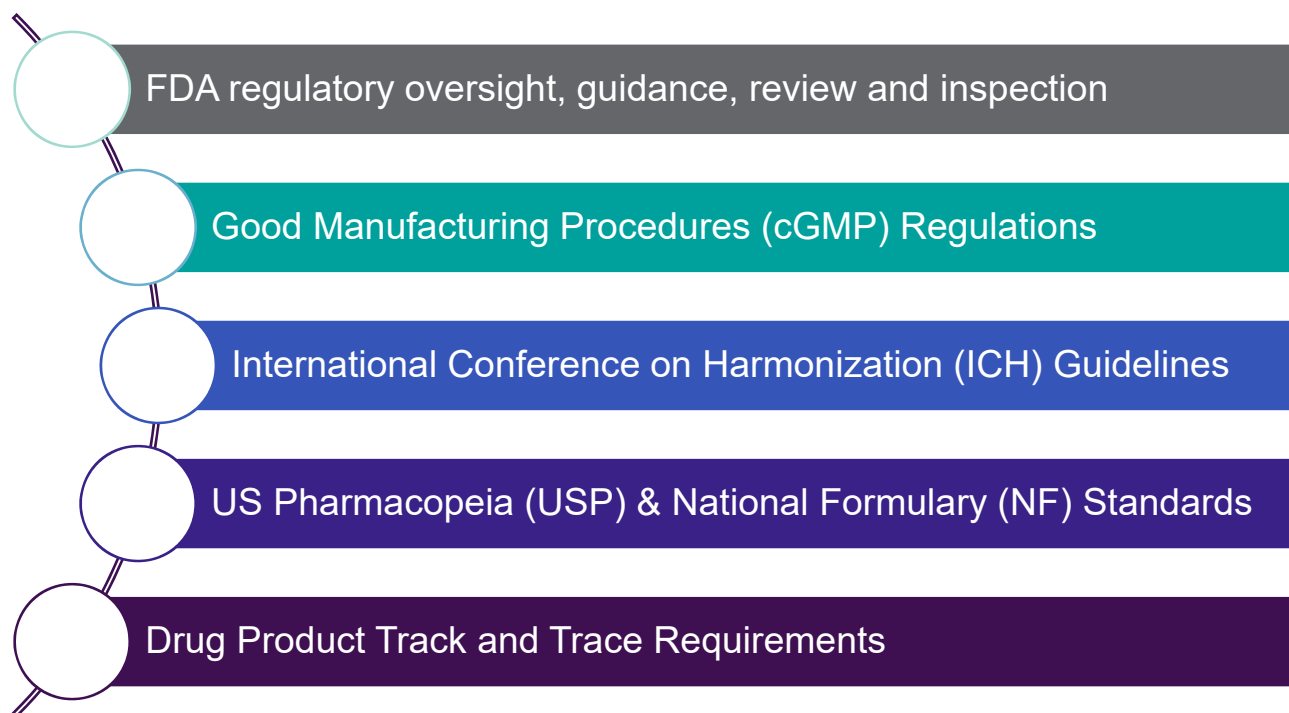 FDA regulatory oversight, guidance, review and inspection
Good Manufacturing Procedures (cGMP) Regulations
International Conference on Harmonization (ICH) Guidelines
US Pharmacopeia (USP) & National Formulary (NF) Standards
Drug Product Track and Trace Requirements